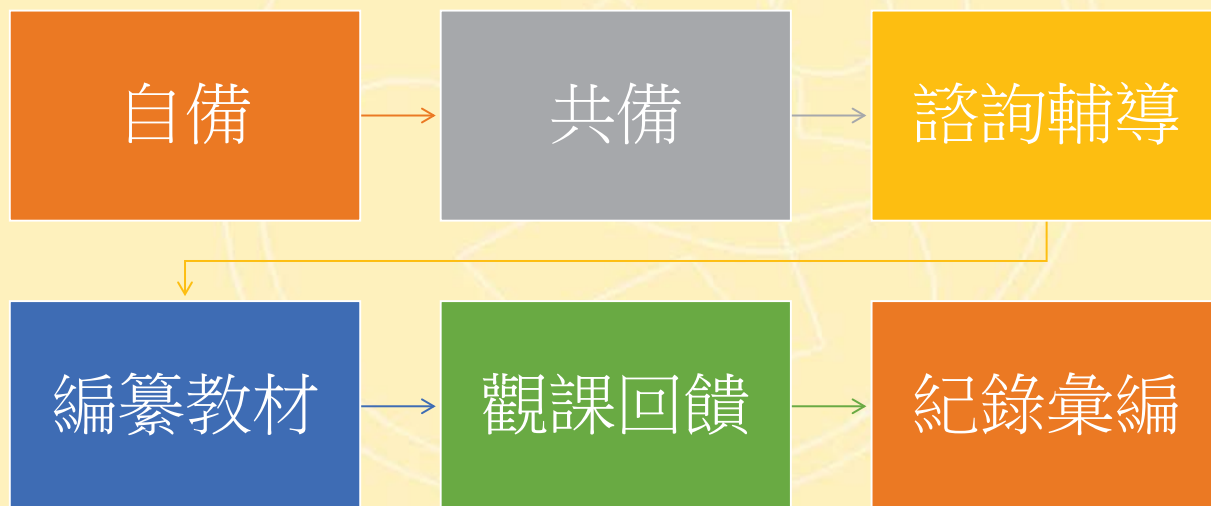 自備
共備
諮詢輔導
編纂教材
觀課回饋
紀錄彙編